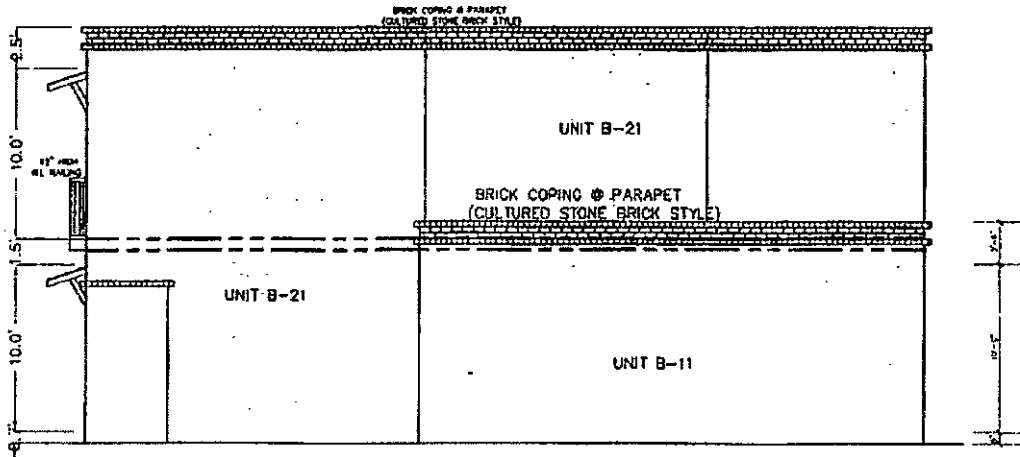 BRICK COPING @ PARAPET
(CULTURED STONE BRICK STYLE)
2.5'
UNIT B-21
10.0'
BRICK COPING @ PARAPET
(CULTURED STONE BRICK STYLE)
1.5'
UNIT B-21
10.0'
UNIT B-11